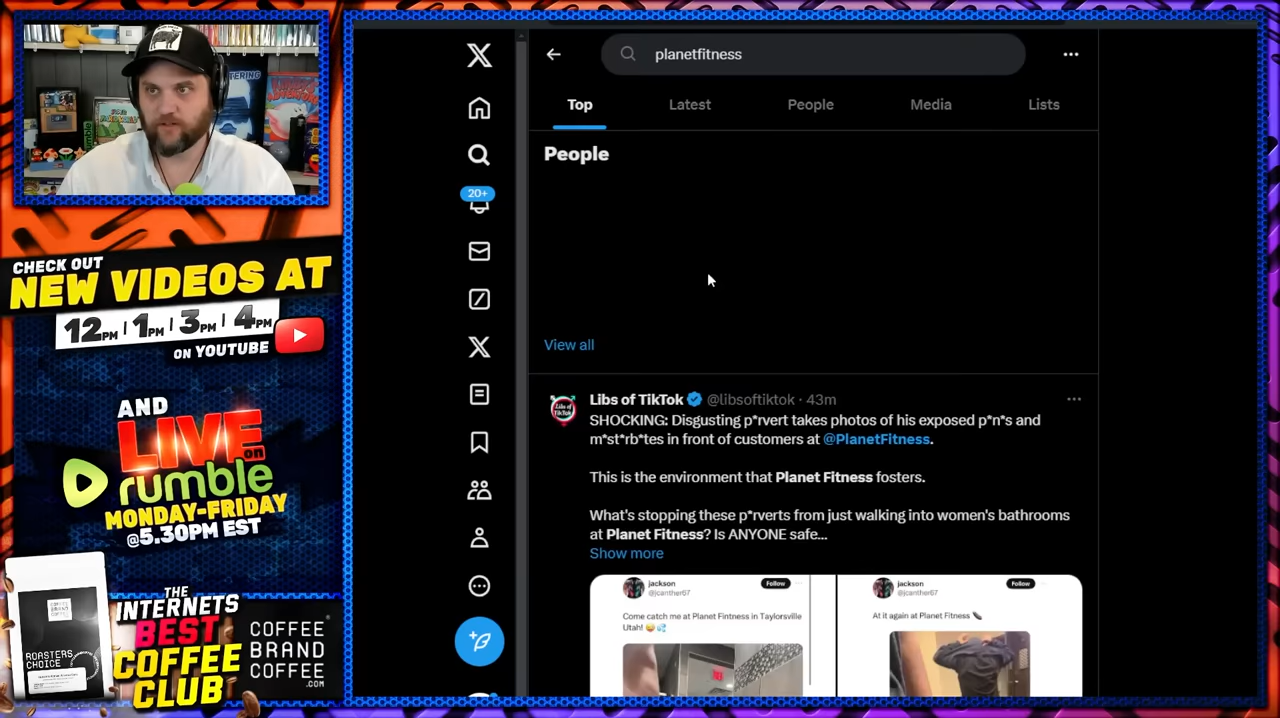 CHECK OUT
NEW VIDEOS AT
12PM | 1PM | 3PM | 4PM
ON YOUTUBE
AND
LIVE
on
rumble
MONDAY-FRIDAY
@5.30PM EST
THE
INTERNETS
BEST
COFFEE
CLUB
COFFEE
BRAND
COFFEE
.COM
ROASTERS
CHOICE
planetfitness
Top
Latest
People
Media
Lists
People
20+
View all
Libs of TikTok @libsoftiktok · 43m
SHOCKING: Disgusting p*rvert takes photos of his exposed p*n*s and
m*st*rb*tes in front of customers at @PlanetFitness.
This is the environment that Planet Fitness fosters.
What's stopping these p*rverts from just walking into women's bathrooms
at Planet Fitness? Is ANYONE safe...
Show more
jackson
@jcanther67
Follow
Come catch me at Planet Fintness in Taylorsville
Utah! 😄💦
jackson
@jcanther67
Follow
At it again at Planet Fitness